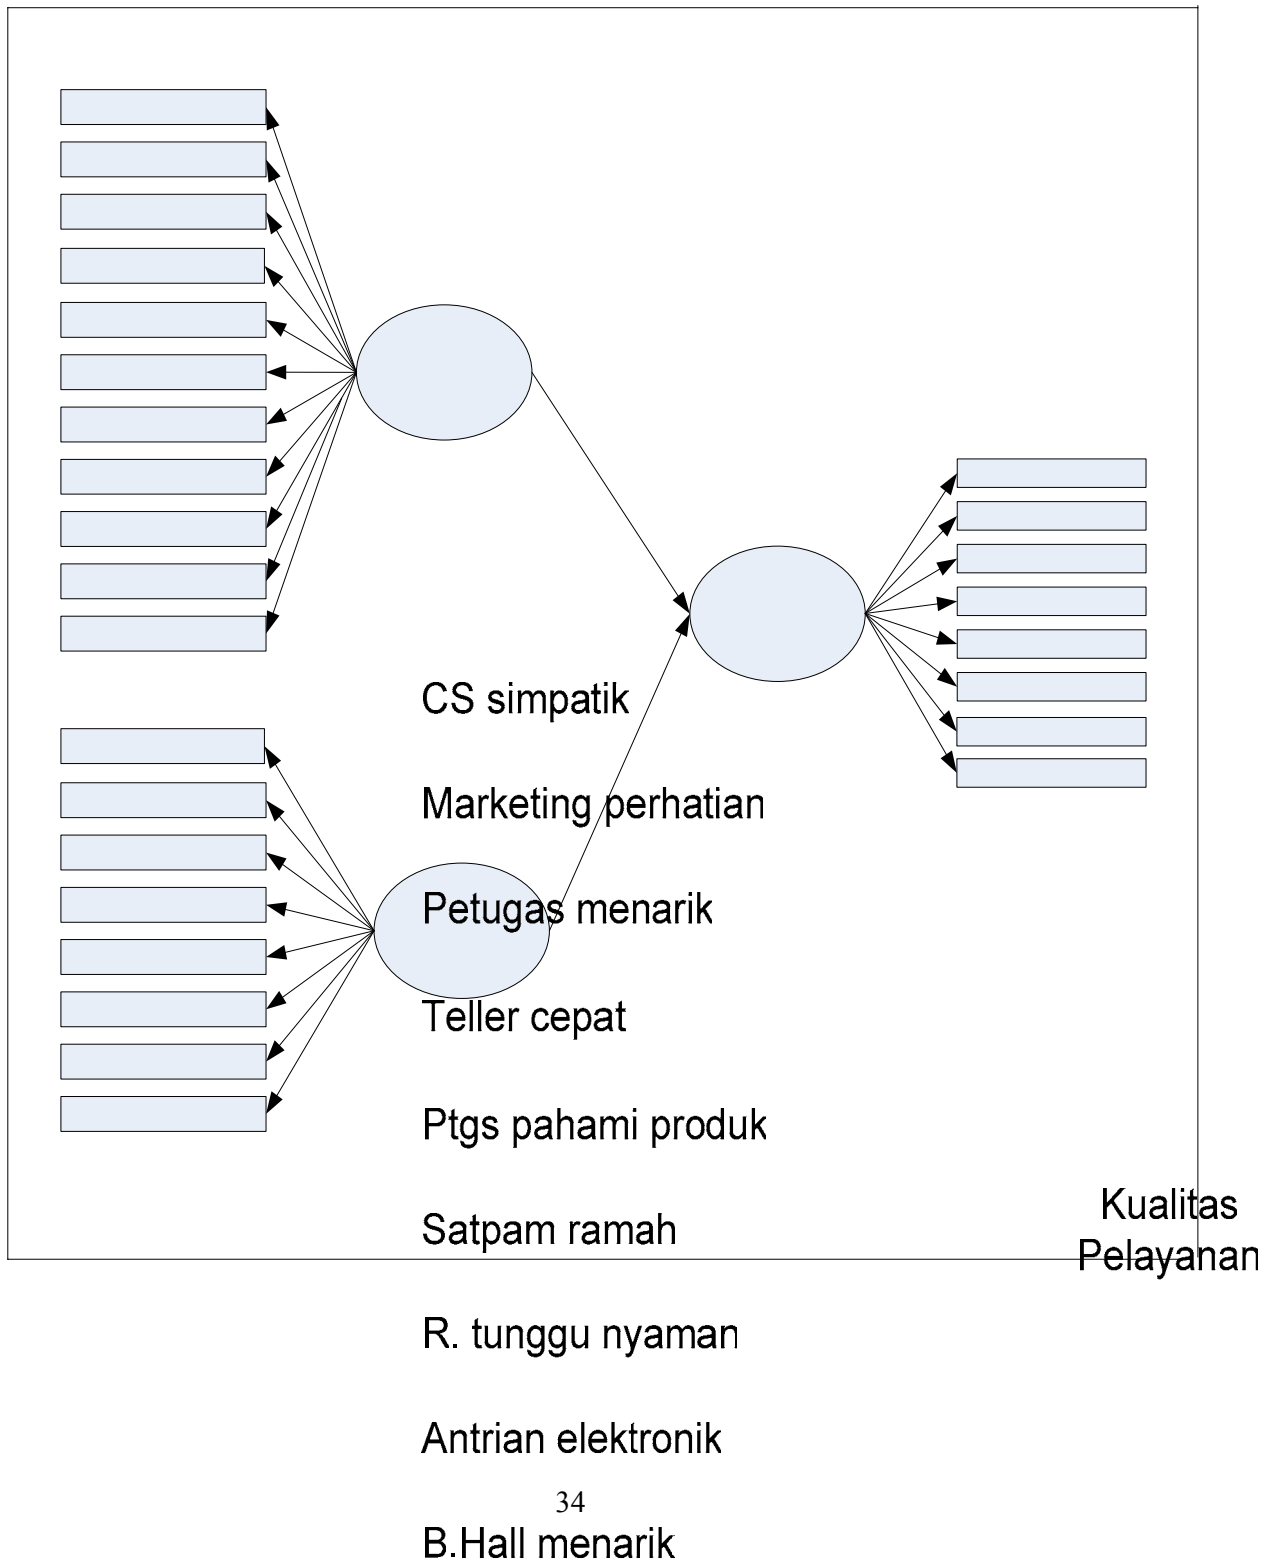 CS simpatik
Marketing perhatian
Petugas menarik
Teller cepat
Ptgs pahami produk
Kualitas
Pelayanan
Satpam ramah
R. tunggu nyaman
Antrian elektronik
34
B.Hall menarik